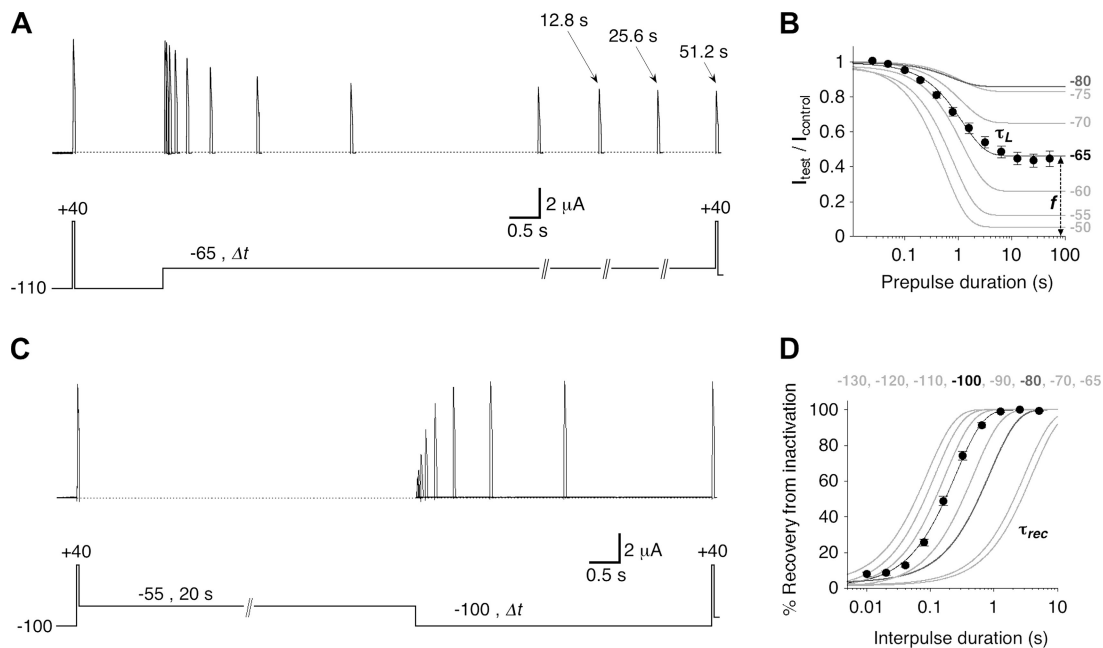 A
12.8 s
25.6 s
51.2 s
2 μA
0.5 s
+40
+40
-65 , Δt
-110
B
1
0.8
0.6
0.4
0.2
0
I test / I control
τL
f
-80
-75
-70
-65
-60
-55
-50
0.1
1
10
100
Prepulse duration (s)
C
2 μA
0.5 s
+40
+40
-55 , 20 s
-100 , Δt
-100
D
-130, -120, -110, -100, -90, -80, -70, -65
100
80
60
40
20
0
% Recovery from inactivation
τrec
0.01
0.1
1
10
Interpulse duration (s)